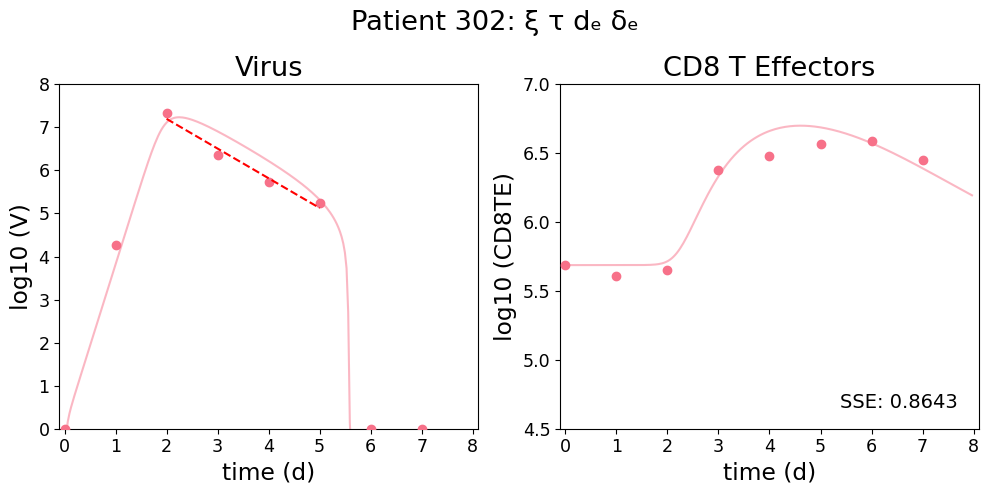 Patient 302: ξ τ dₑ δₑ
Virus
CD8 T Effectors
log10 (V)
8
7
6
5
4
3
2
1
0
0 1 2 3 4 5 6 7 8
time (d)
log10 (CD8TE)
7.0
6.5
6.0
5.5
5.0
4.5
SSE: 0.8643
0 1 2 3 4 5 6 7 8
time (d)